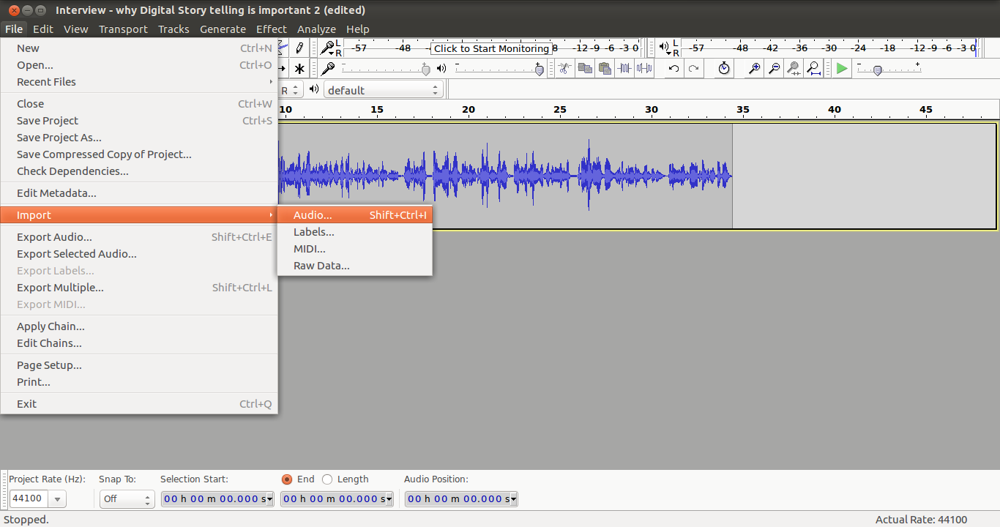 Interview - why Digital Story telling is important 2 (edited)
File Edit View Transport Tracks Generate Effect Analyze Help
New Ctrl+N
Open... Ctrl+O
Recent Files
Close Ctrl+W
Save Project Ctrl+S
Save Project As...
Save Compressed Copy of Project...
Check Dependencies...
Edit Metadata...
Import
Export Audio... Shift+Ctrl+E
Export Selected Audio...
Export Labels...
Export Multiple... Shift+Ctrl+L
Export MIDI...
Apply Chain...
Edit Chains...
Page Setup...
Print...
Exit Ctrl+Q
Audio... Shift+Ctrl+I
Labels...
MIDI...
Raw Data...
L
R
-57 -48 Click to Start Monitoring 8 -12 -9 -6 -3 0
L
R
-57 -48 -42 -36 -30 -24 -18 -12 -9 -6 -3 0
- + - +
- +
R default
10 15 20 25 30 35 40 45
Project Rate (Hz): Snap To: Selection Start: End Length Audio Position:
44100 Off 00 h 00 m 00.000 s 00 h 00 m 00.000 s 00 h 00 m 00.000 s
Stopped. Actual Rate: 44100